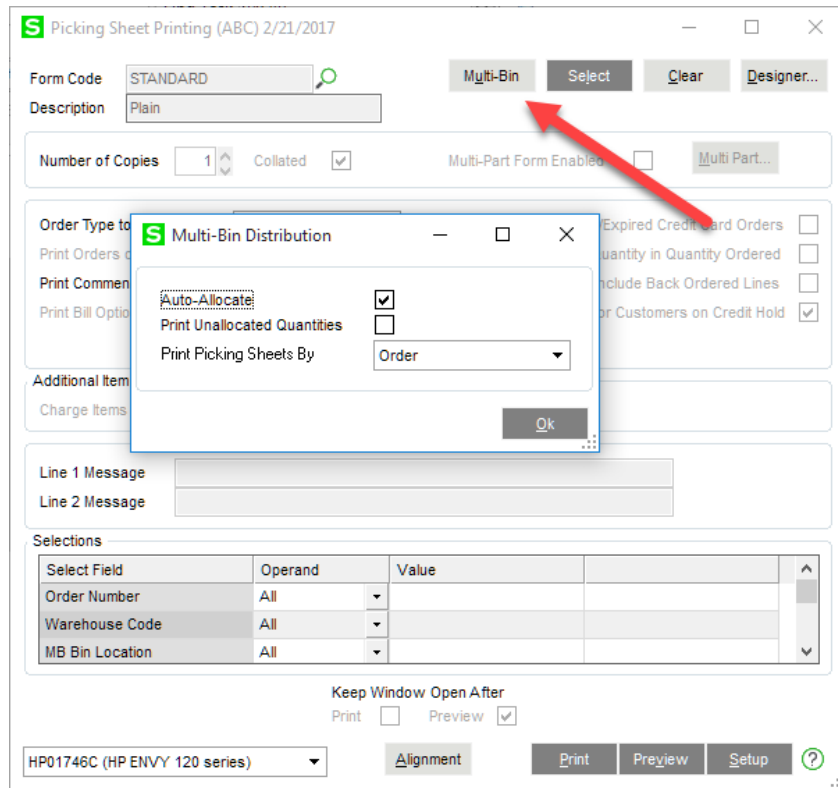 S Picking Sheet Printing (ABC) 2/21/2017
Form Code STANDARD Multi-Bin Select Clear Designer...
Description Plain
Number of Copies 1 Collated Multi-Part Form Enabled Multi Part...
Order Type to /Expired Credit Card Orders
Print Orders uantity in Quantity Ordered
Print Commen nclude Back Ordered Lines
Print Bill Optio or Customers on Credit Hold
S Multi-Bin Distribution
Auto-Allocate
Print Unallocated Quantities
Print Picking Sheets By Order
Ok
Additional Item
Charge Items
Line 1 Message
Line 2 Message
Selections
Select Field Operand Value
Order Number All
Warehouse Code All
MB Bin Location All
Keep Window Open After
Print Preview
HP01746C (HP ENVY 120 series) Alignment Print Preview Setup ?